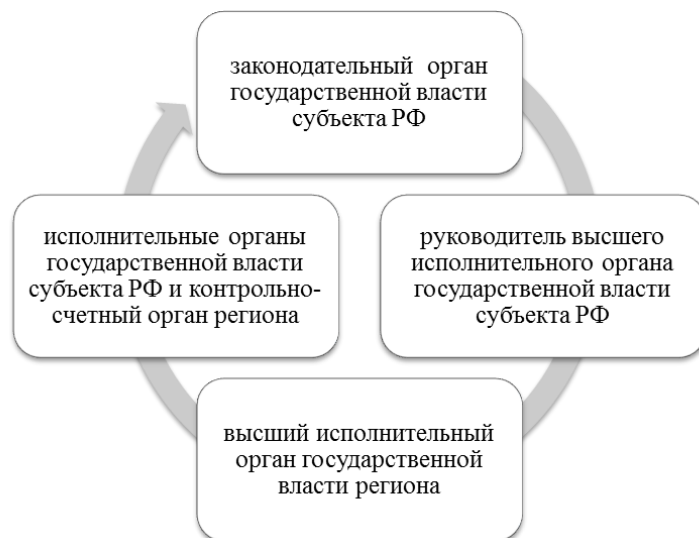 законодательный орган
государственной власти
субъекта РФ
руководитель высшего
исполнительного органа
государственной власти
субъекта РФ
высший исполнительный
орган государственной
власти региона
исполнительные органы
государственной власти
субъекта РФ и контрольно-
счетный орган региона